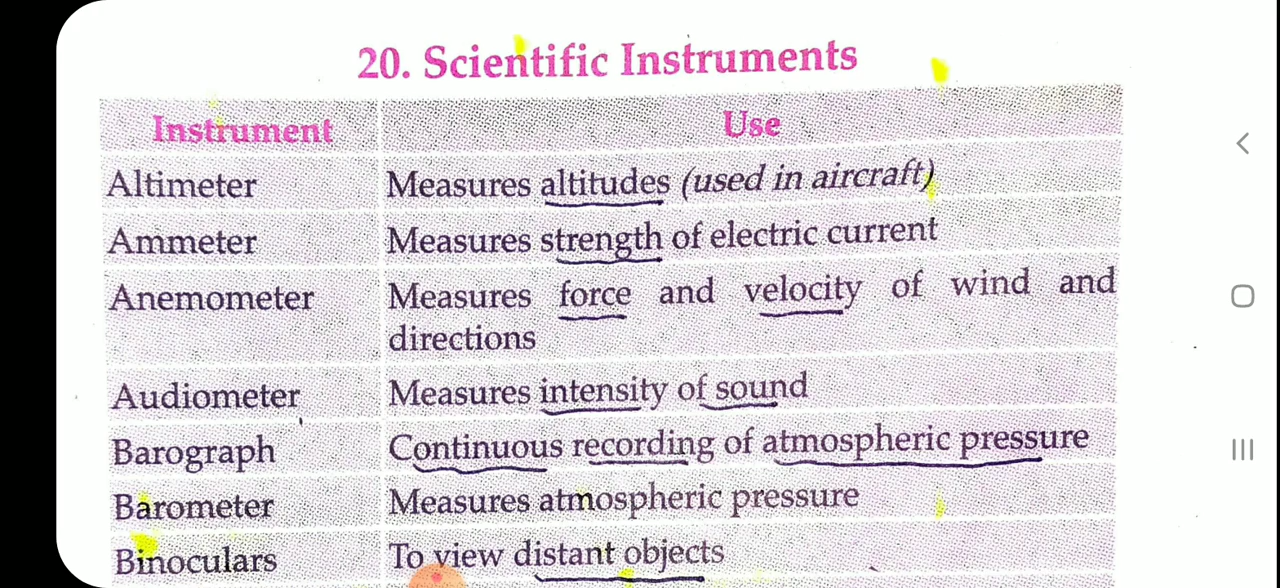 20. Scientific Instruments
Instrument Use
Altimeter Measures altitudes (used in aircraft)
Ammeter Measures strength of electric current
Anemometer Measures force and velocity of wind and
directions
Audiometer Measures intensity of sound
Barograph Continuous recording of atmospheric pressure
Barometer Measures atmospheric pressure
Binoculars To view distant objects